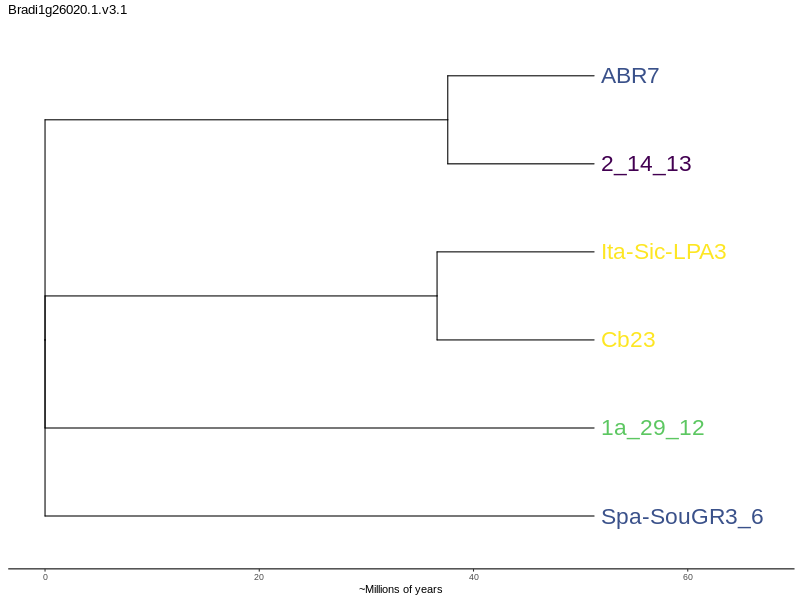 Bradi1g26020.1.v3.1
ABR7
2_14_13
Ita-Sic-LPA3
Cb23
1a_29_12
Spa-SouGR3_6
0 20 40 60
~Millions of years